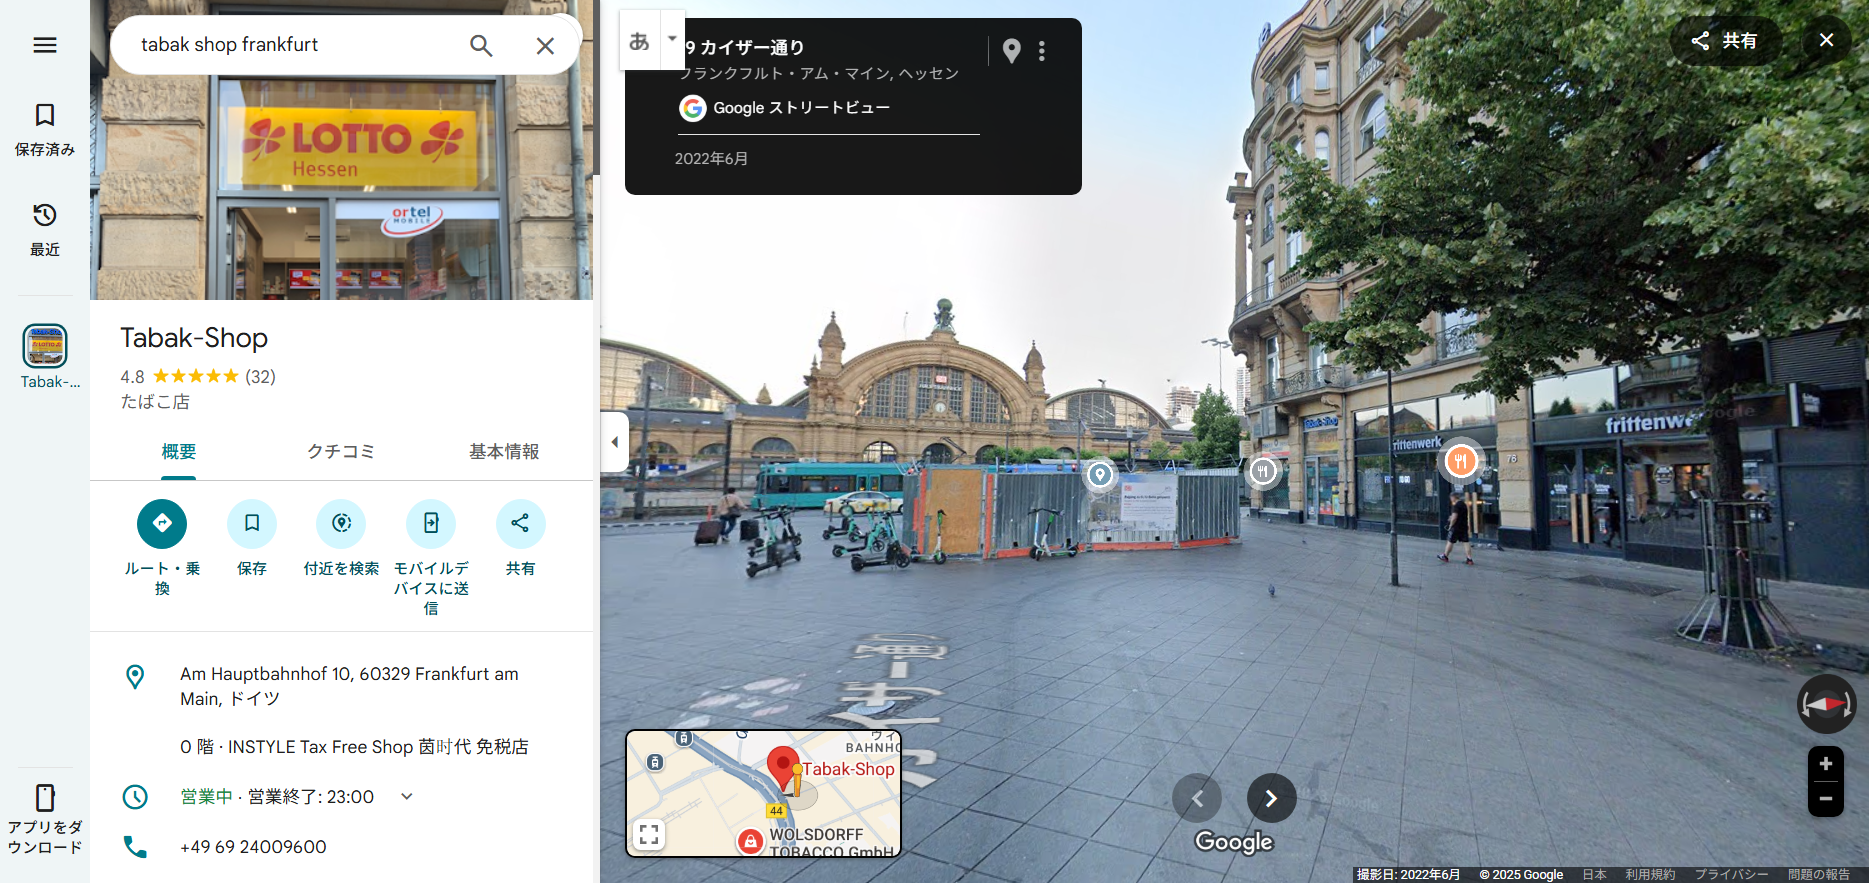 tabak shop frankfurt
保存済み
最近
Tabak-...
アプリをダ
ウンロード
LOTTO
Hessen
ortel
MOBILE
Tabak-Shop
4.8 ★★★★★ (32)
たばこ店
概要
クチコミ
基本情報
ルート・乗
換
保存
付近を検索
モバイルデ
バイスに送
信
共有
Am Hauptbahnhof 10, 60329 Frankfurt am
Main, ドイツ
0 階 · INSTYLE Tax Free Shop 茵时代 免税店
営業中 · 営業終了: 23:00
+49 69 24009600
あ
9 カイザー通り
フランクフルト・アム・マイン, ヘッセン
Google ストリートビュー
2022年6月
共有
HAUPTBAHNHOF
Tabak-Shop
frittenwerk
76
frittenwe
Google
BAHNHO
Tabak-Shop
44
WOLSDORFF
TOBACCO GmbH
Google
撮影日: 2022年6月 © 2025 Google 日本 利用規約 プライバシー 問題の報告